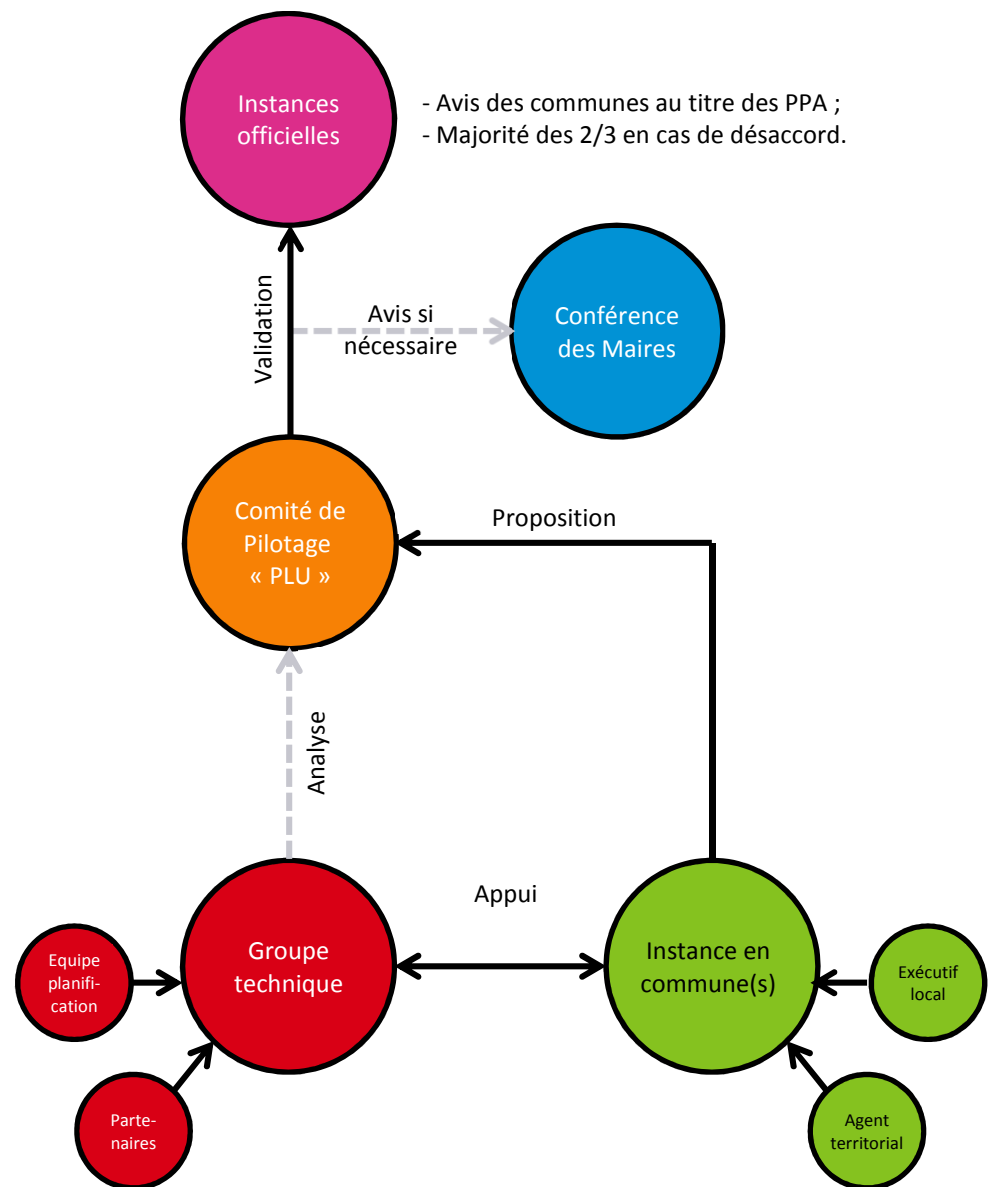 Instances
officielles
- Avis des communes au titre des PPA ;
- Majorité des 2/3 en cas de désaccord.
Validation
Avis si
nécessaire
Conférence
des Maires
Comité de
Pilotage
« PLU »
Proposition
Analyse
Appui
Groupe
technique
Instance en
commune(s)
Equipe
planifi-
cation
Exécutif
local
Parte-
naires
Agent
territorial